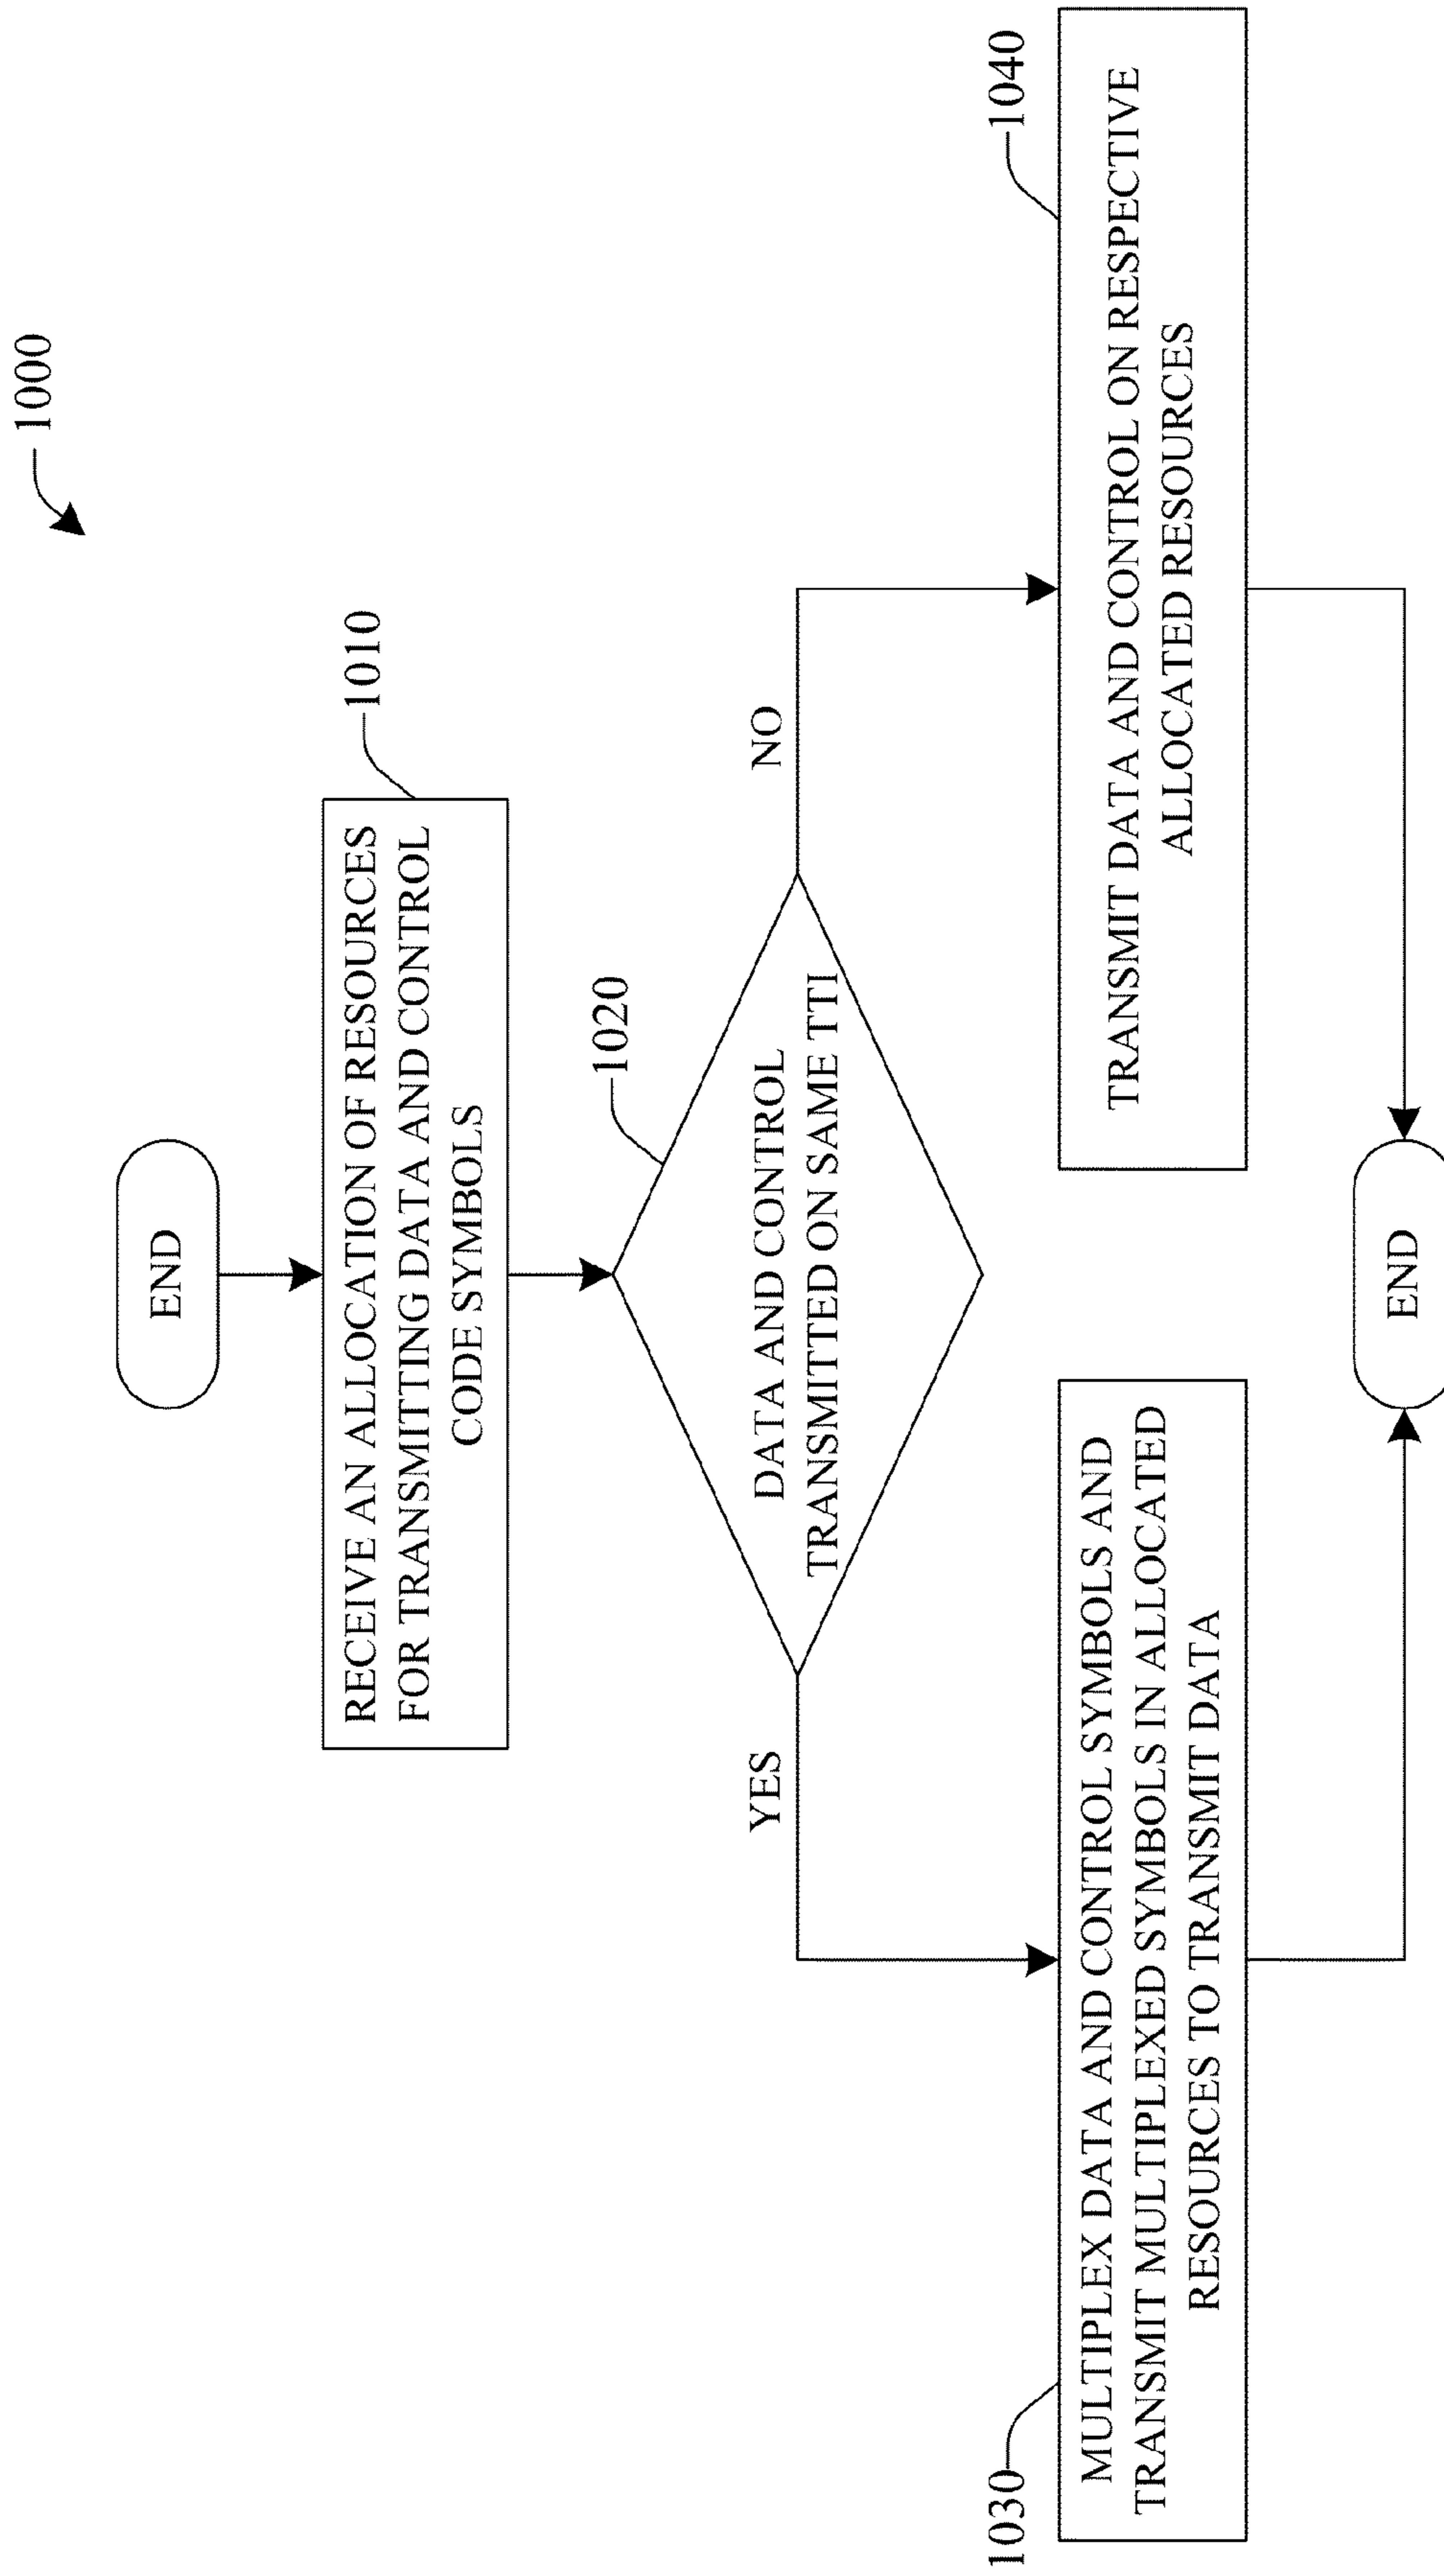 1000
END
RECEIVE AN ALLOCATION OF RESOURCES
FOR TRANSMITTING DATA AND CONTROL
CODE SYMBOLS
1010
1020
DATA AND CONTROL
TRANSMITTED ON SAME TTI
YES
NO
1030
MULTIPLEX DATA AND CONTROL SYMBOLS AND
TRANSMIT MULTIPLEXED SYMBOLS IN ALLOCATED
RESOURCES TO TRANSMIT DATA
1040
TRANSMIT DATA AND CONTROL ON RESPECTIVE
ALLOCATED RESOURCES
END